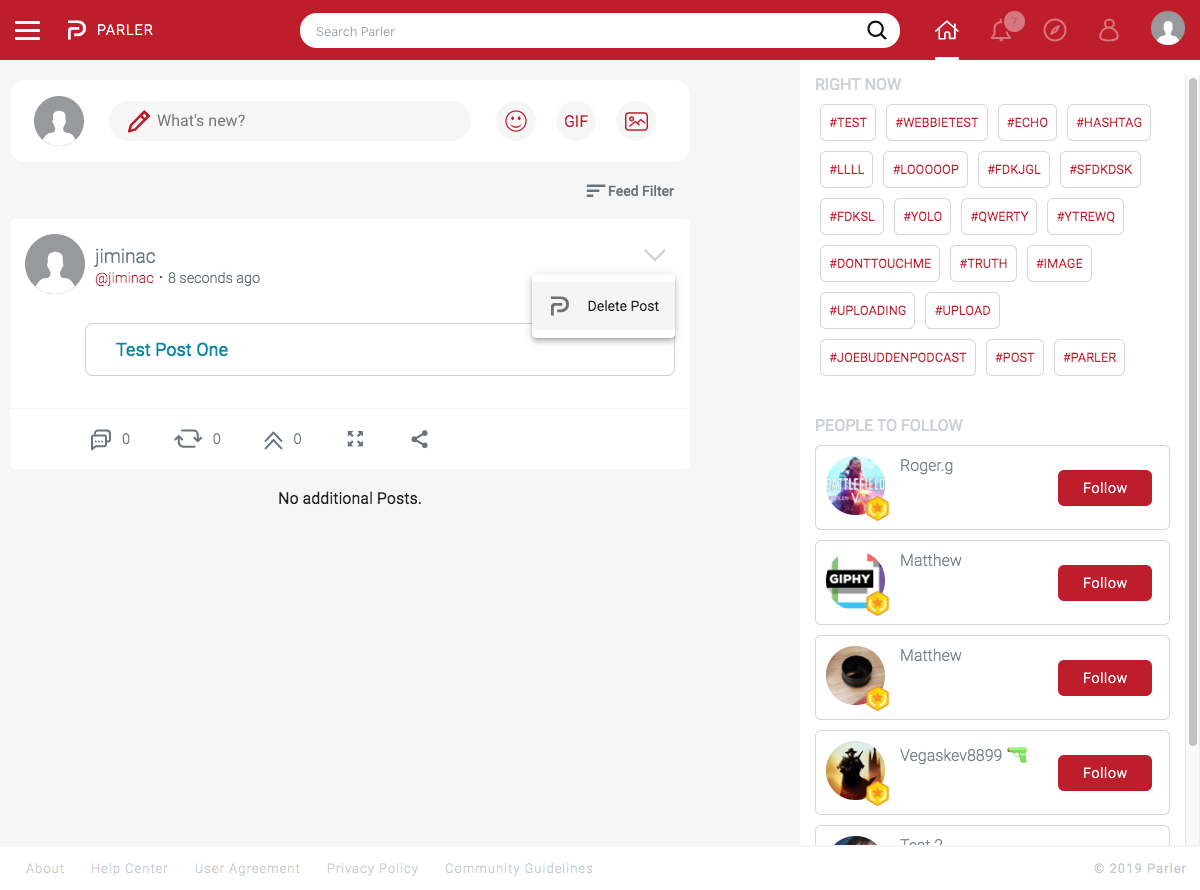 PARLER
Search Parler
7
What's new?
GIF
Feed Filter
jiminac
@jiminac · 8 seconds ago
Delete Post
Test Post One
0 0 0
No additional Posts.
RIGHT NOW
#TEST #WEBBIETEST #ECHO #HASHTAG
#LLLL #LOOOOOP #FDKJGL #SFDKDSK
#FDKSL #YOLO #QWERTY #YTREWQ
#DONTTOUCHME #TRUTH #IMAGE
#UPLOADING #UPLOAD
#JOEBUDDENPODCAST #POST #PARLER
PEOPLE TO FOLLOW
BATTLEFIELD
V
Roger.g
Follow
GIPHY
Matthew
Follow
Matthew
Follow
Vegaskev8899
Follow
Test 2
About Help Center User Agreement Privacy Policy Community Guidelines
© 2019 Parler